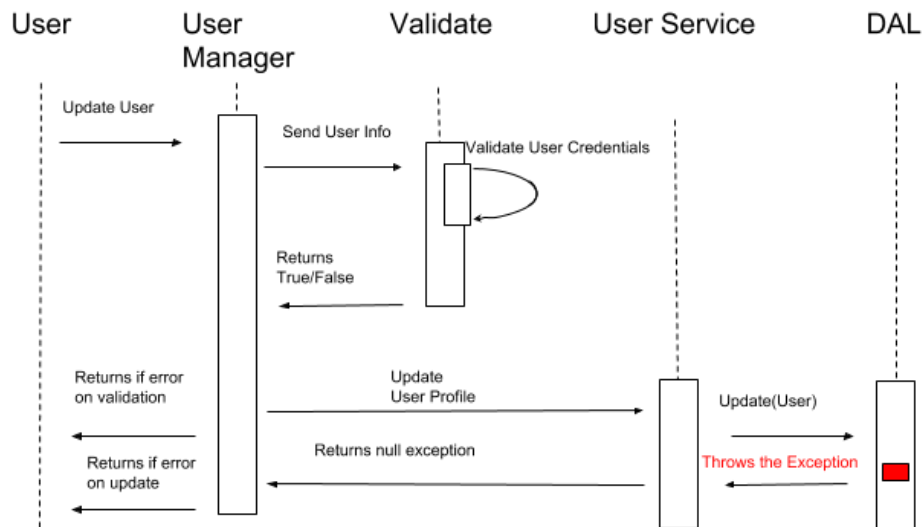 User
User
Manager
Validate
User Service
DAL
Update User
Send User Info
Validate User Credentials
Returns
True/False
Returns if error
on validation
Update
User Profile
Update(User)
Returns if error
on update
Returns null exception
Throws the Exception